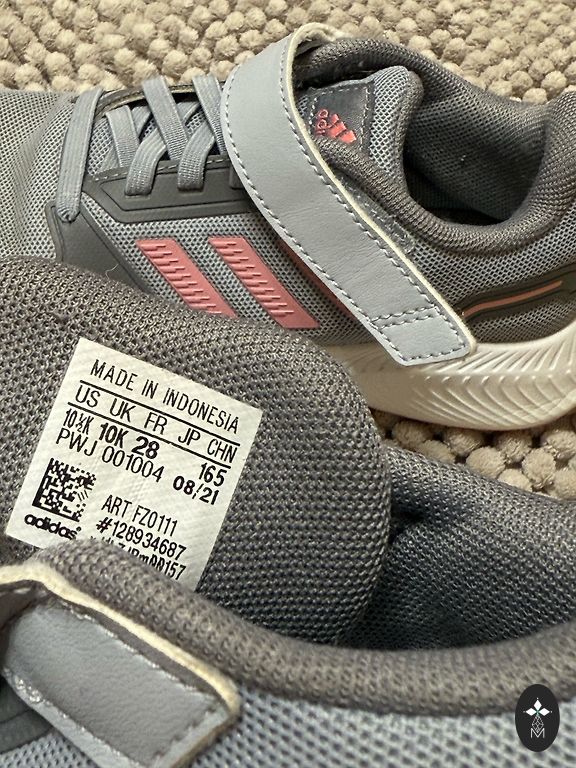 MADE IN INDONESIA
US UK FR JP CHN
10½K 10K 28 165
PWJ 001004 08/21
ART FZ0111
#128934687
adidas